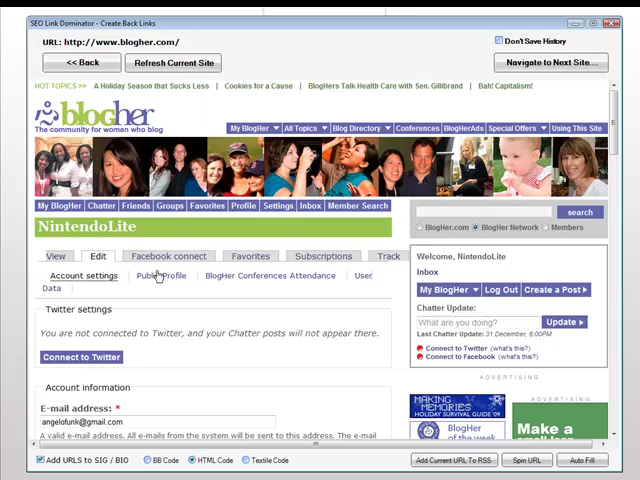 SEO Link Dominator - Create Back Links
URL: http://www.blogher.com/
Don't Save History
<< Back
Refresh Current Site
Navigate to Next Site....
HOT TOPICS >> A Holiday Season that Sucks Less | Cookies for a Cause | BlogHers Talk Health Care with Sen. Gillibrand | Bah! Capitalism!
blogher
The community for women who blog
My BlogHer All Topics Blog Directory Conferences BlogHerAds Special Offers Using This Site
My BlogHer Chatter Friends Groups Favorites Profile Settings Inbox Member Search
search
NintendoLite
BlogHer.com BlogHer Network Members
View Edit Facebook connect Favorites Subscriptions Track
Account settings Public Profile BlogHer Conferences Attendance User
Data
Welcome, NintendoLite
Inbox
My BlogHer Log Out Create a Post
Chatter Update:
What are you doing? Update
Last Chatter Update: 31 December, 6:00PM
Connect to Twitter (what's this?)
Connect to Facebook (what's this?)
Twitter settings
You are not connected to Twitter, and your Chatter posts will not appear there.
Connect to Twitter
Account information
E-mail address: *
angelofunk@gmail.com
A valid e-mail address. All e-mails from the system will be sent to this address. The
ADVERTISING
MAKING MEMORIES
HOLIDAY SURVIVAL GUIDE '09
BlogHer
of the week
ADVERTISING
Make a
Add URLS to SIG / BIO BB Code HTML Code Textile Code
Add Current URL To RSS Spin URL Auto Fill